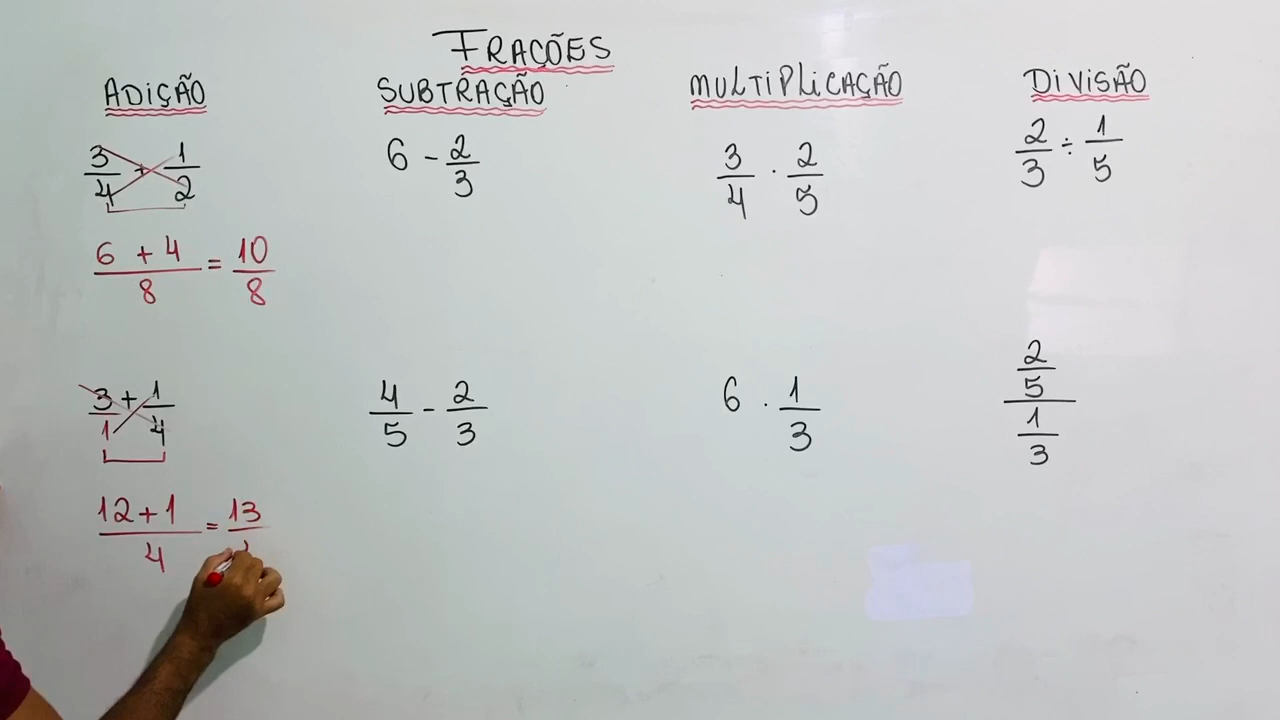 FRAÇÕES
ADIÇÃO
3/4 + 1/2
6 + 4/8 = 10/8
3/1 + 1/4
12 + 1/4 = 13/
SUBTRAÇÃO
6 - 2/3
4/5 - 2/3
MULTIPLICAÇÃO
3/4 . 2/5
6 . 1/3
DIVISÃO
2/3 ÷ 1/5
2/5
1/3